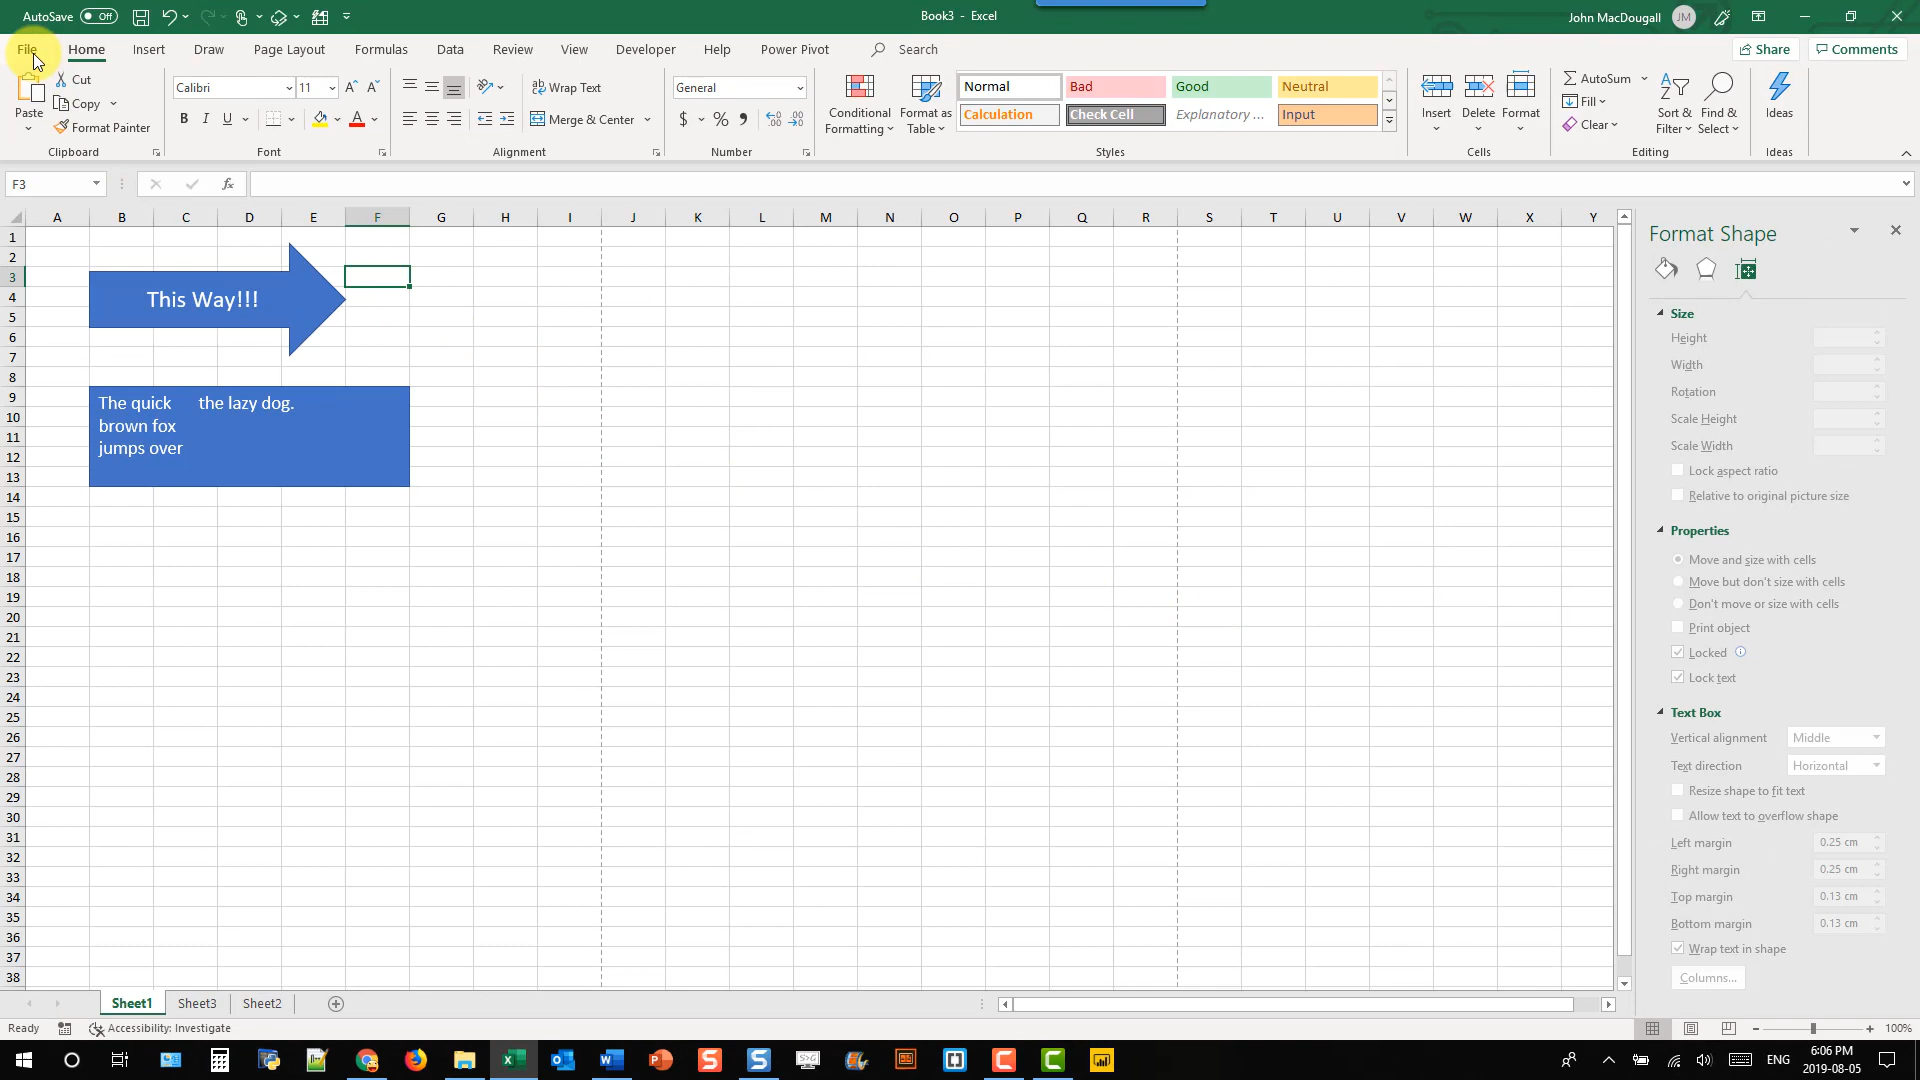 AutoSave Off
Book3 - Excel
John MacDougall JM
File Home Insert Draw Page Layout Formulas Data Review View Developer Help Power Pivot Search Share Comments
Paste
Cut
Copy
Format Painter
Clipboard
Calibri 11
B I U A
Font
Wrap Text
Merge & Center
Alignment
General
$ % 9
Number
Conditional Formatting
Format as Table
Normal Bad Good Neutral
Calculation Check Cell Explanatory ... Input
Styles
Insert Delete Format
Cells
AutoSum
Fill
Clear
Sort & Filter
Find & Select
Editing
Ideas
Ideas
F3 fx
A B C D E F G H I J K L M N O P Q R S T U V W X Y
1
2
3
4
5
6
7
8
9
10
11
12
13
14
15
16
17
18
19
20
21
22
23
24
25
26
27
28
29
30
31
32
33
34
35
36
37
38
This Way!!!
The quick the lazy dog.
brown fox
jumps over
Format Shape
Size
Height
Width
Rotation
Scale Height
Scale Width
Lock aspect ratio
Relative to original picture size
Properties
Move and size with cells
Move but don't size with cells
Don't move or size with cells
Print object
Locked
Lock text
Text Box
Vertical alignment Middle
Text direction Horizontal
Resize shape to fit text
Allow text to overflow shape
Left margin 0.25 cm
Right margin 0.25 cm
Top margin 0.13 cm
Bottom margin 0.13 cm
Wrap text in shape
Columns...
Sheet1 Sheet3 Sheet2
Ready Accessibility: Investigate 100%
ENG
6:06 PM
2019-08-05